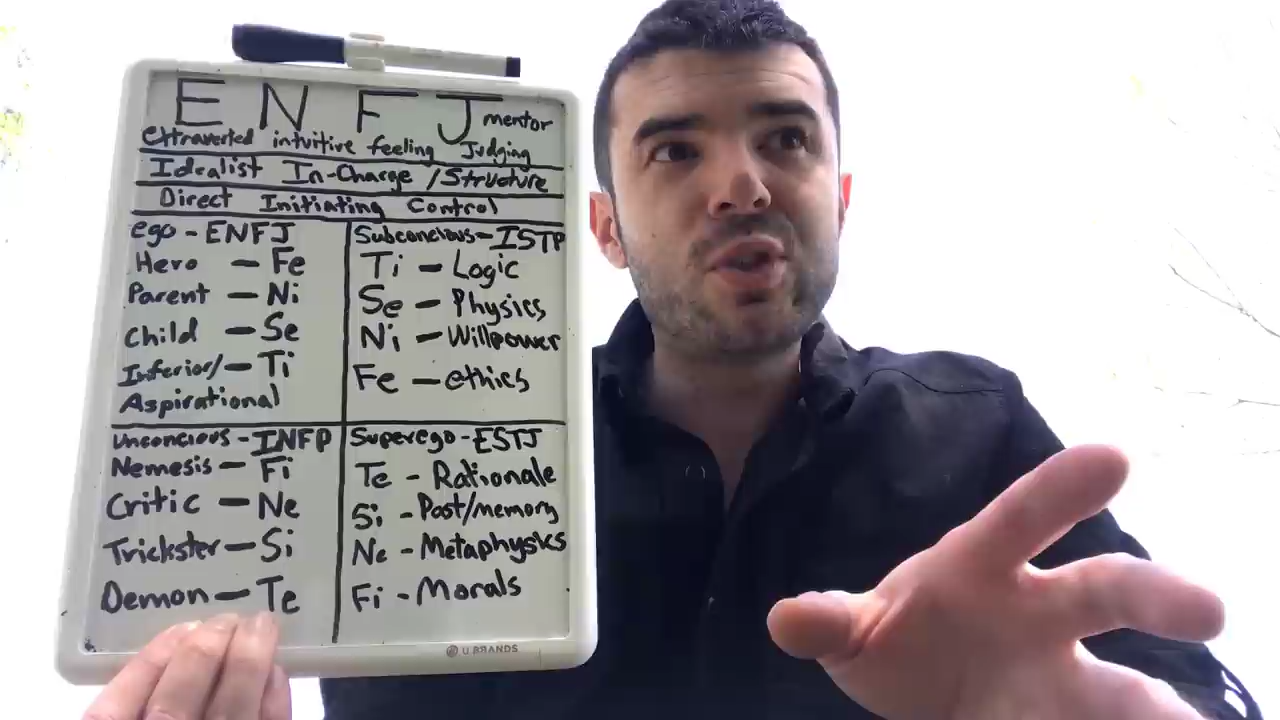 E N F J mentor
extraverted intuitive feeling Judging
Idealist In-Charge / Structure
Direct Initiating Control
ego - ENFJ
Hero - Fe
Parent - Ni
Child - Se
Inferior/ - Ti
Aspirational
Subconcious - ISTP
Ti - Logic
Se - Physics
Ni - Willpower
Fe - ethics
Unconcious - INFP
Nemesis - Fi
Critic - Ne
Trickster - Si
Demon - Te
Superego - ESTJ
Te - Rationale
Si - Past/memory
Ne - Metaphysiks
Fi - Morals
U.BRANDS